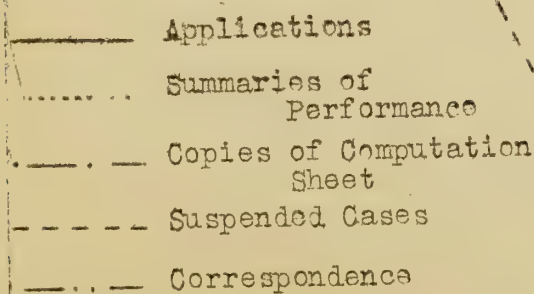 Applications
Summaries of
Performance
Copies of Computation
Sheet
Suspended Cases
Correspondence